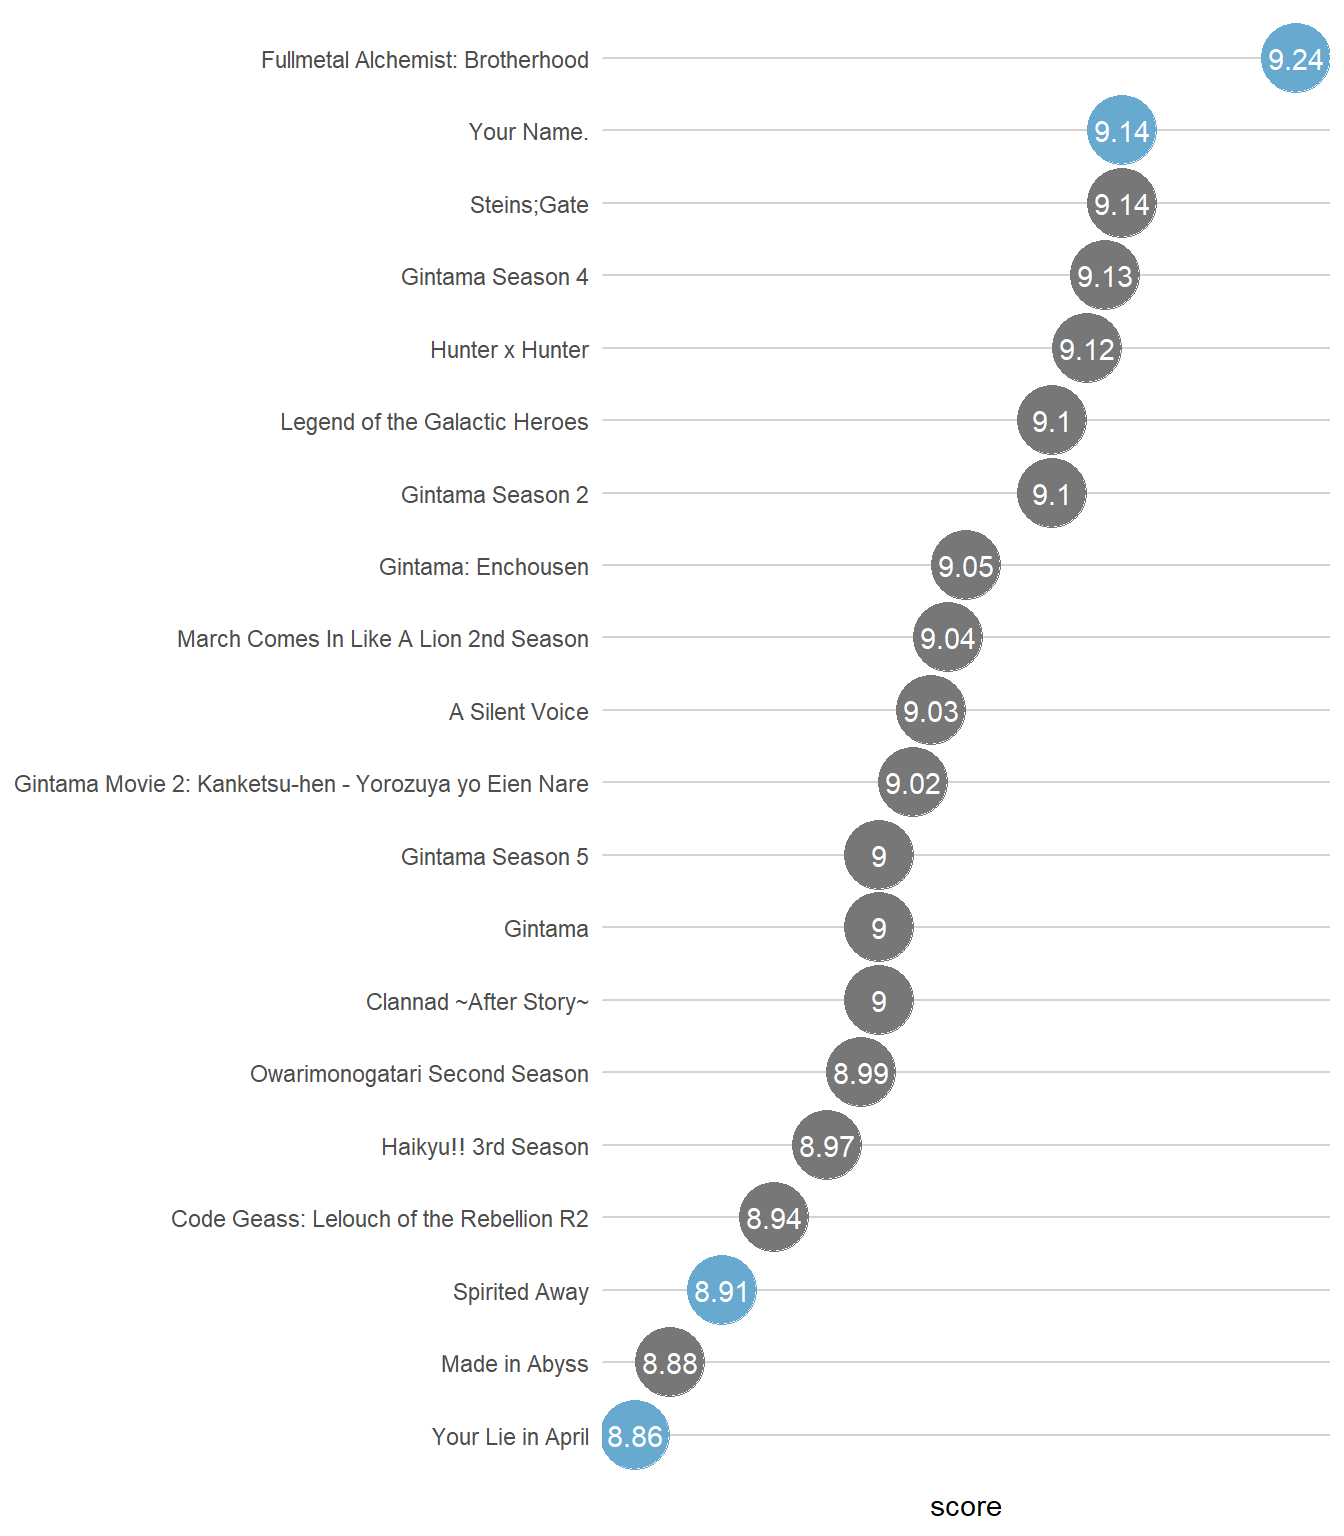 Fullmetal Alchemist: Brotherhood 9.24
Your Name. 9.14
Steins;Gate 9.14
Gintama Season 4 9.13
Hunter x Hunter 9.12
Legend of the Galactic Heroes 9.1
Gintama Season 2 9.1
Gintama: Enchousen 9.05
March Comes In Like A Lion 2nd Season 9.04
A Silent Voice 9.03
Gintama Movie 2: Kanketsu-hen - Yorozuya yo Eien Nare 9.02
Gintama Season 5 9
Gintama 9
Clannad ~After Story~ 9
Owarimonogatari Second Season 8.99
Haikyu!! 3rd Season 8.97
Code Geass: Lelouch of the Rebellion R2 8.94
Spirited Away 8.91
Made in Abyss 8.88
Your Lie in April 8.86
score